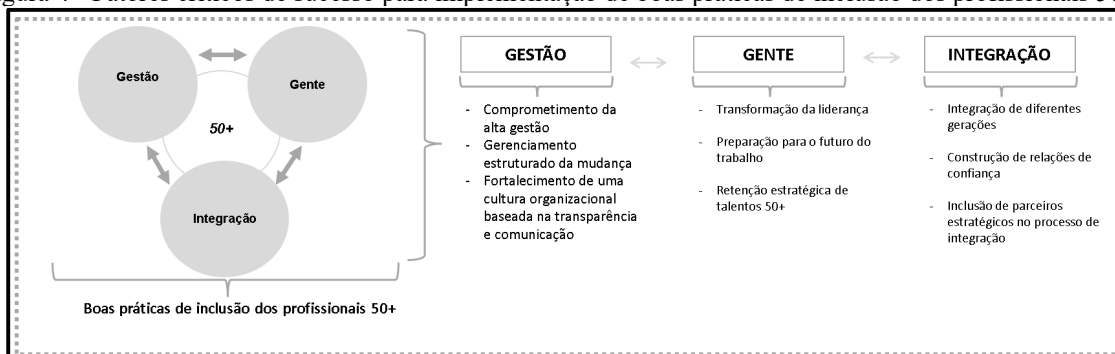 Gestão
Gente
50+
Integração
Boas práticas de inclusão dos profissionais 50+
GESTÃO
- Comprometimento da
alta gestão
- Gerenciamento
estruturado da mudança
- Fortalecimento de uma
cultura organizacional
baseada na transparência
e comunicação
GENTE
- Transformação da liderança
- Preparação para o futuro do
trabalho
- Retenção estratégica de
talentos 50+
INTEGRAÇÃO
- Integração de diferentes
gerações
- Construção de relações de
confiança
- Inclusão de parceiros
estratégicos no processo de
integração